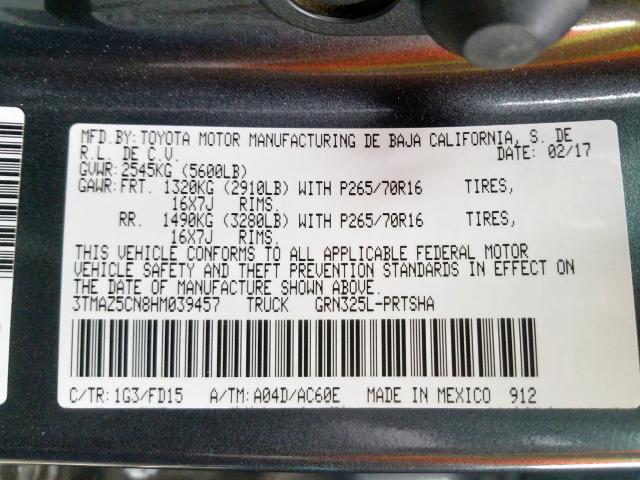 MFD.BY:TOYOTA MOTOR MANUFACTURING DE BAJA CALIFORNIA, S. DE
R.L. DE C.V. DATE: 02/17
GVWR:2545KG (5600LB)
GAWR:FRT. 1320KG (2910LB) WITH P265/70R16 TIRES,
16X7J RIMS.
RR. 1490KG (3280LB) WITH P265/70R16 TIRES,
16X7J RIMS.
THIS VEHICLE CONFORMS TO ALL APPLICABLE FEDERAL MOTOR
VEHICLE SAFETY AND THEFT PREVENTION STANDARDS IN EFFECT ON
THE DATE OF MANUFACTURE SHOWN ABOVE.
3TMAZ5CN8HM039457 TRUCK GRN325L-PRTSHA
C/TR:1G3/FD15 A/TM:A04D/AC60E MADE IN MEXICO 912